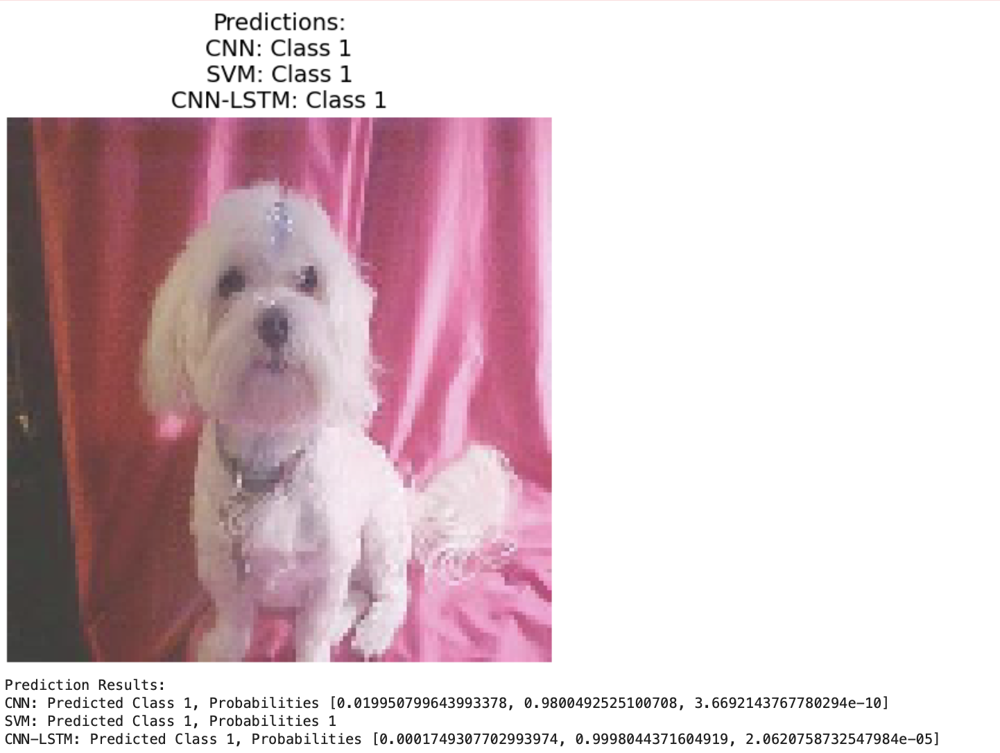 Predictions:
CNN: Class 1
SVM: Class 1
CNN-LSTM: Class 1
Prediction Results:
CNN: Predicted Class 1, Probabilities [0.019950799643993378, 0.9800492525100708, 3.6692143767780294e-10]
SVM: Predicted Class 1, Probabilities 1
CNN-LSTM: Predicted Class 1, Probabilities [0.0001749307702993974, 0.9998044371604919, 2.0620758732547984e-05]